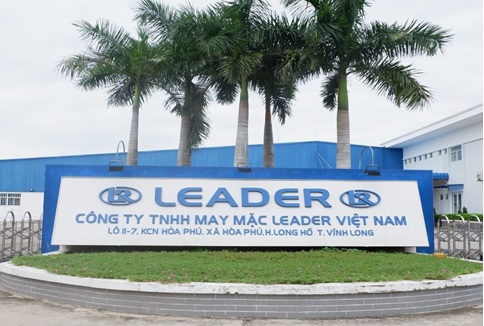 LEADER
CÔNG TY TNHH MAY MẶC LEADER VIỆT NAM
LÔ II-7, KCN HÒA PHÚ, XÃ HÒA PHÚ, H.LONG HỒ T. VĨNH LONG